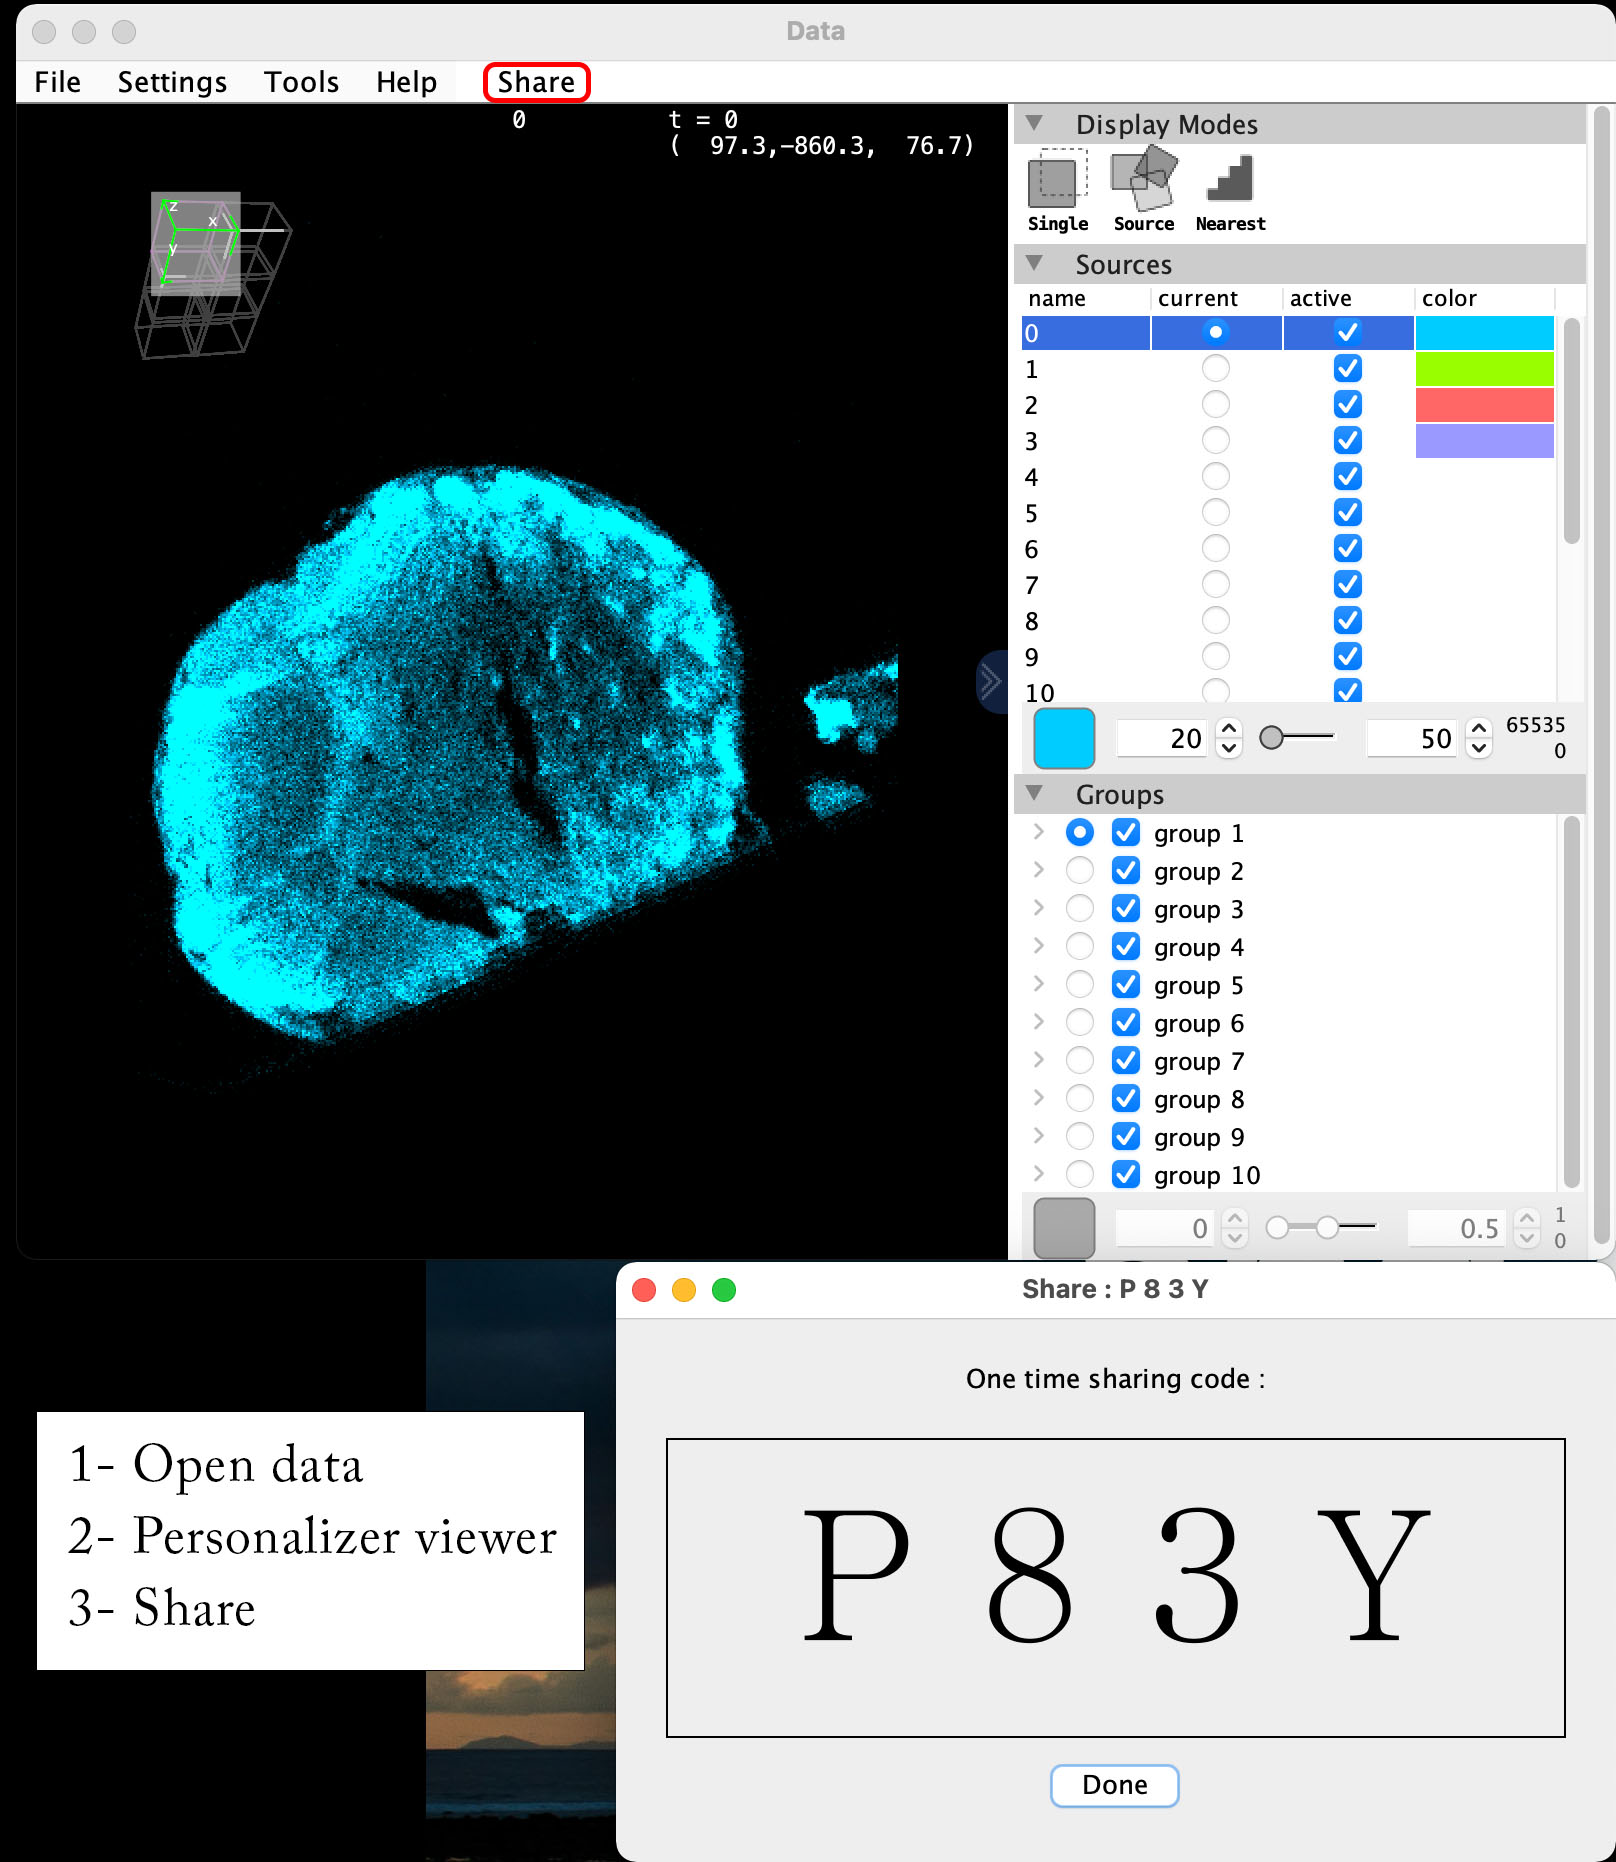 Data
File Settings Tools Help Share
0 t = 0
( 97.3,-860.3, 76.7)
z
x
y
Display Modes
Single Source Nearest
Sources
name current active color
0
1
2
3
4
5
6
7
8
9
10
20 50 65535
0
Groups
group 1
group 2
group 3
group 4
group 5
group 6
group 7
group 8
group 9
group 10
0 0.5 1
0
Share : P 8 3 Y
One time sharing code :
P 8 3 Y
Done
1- Open data
2- Personalizer viewer
3- Share